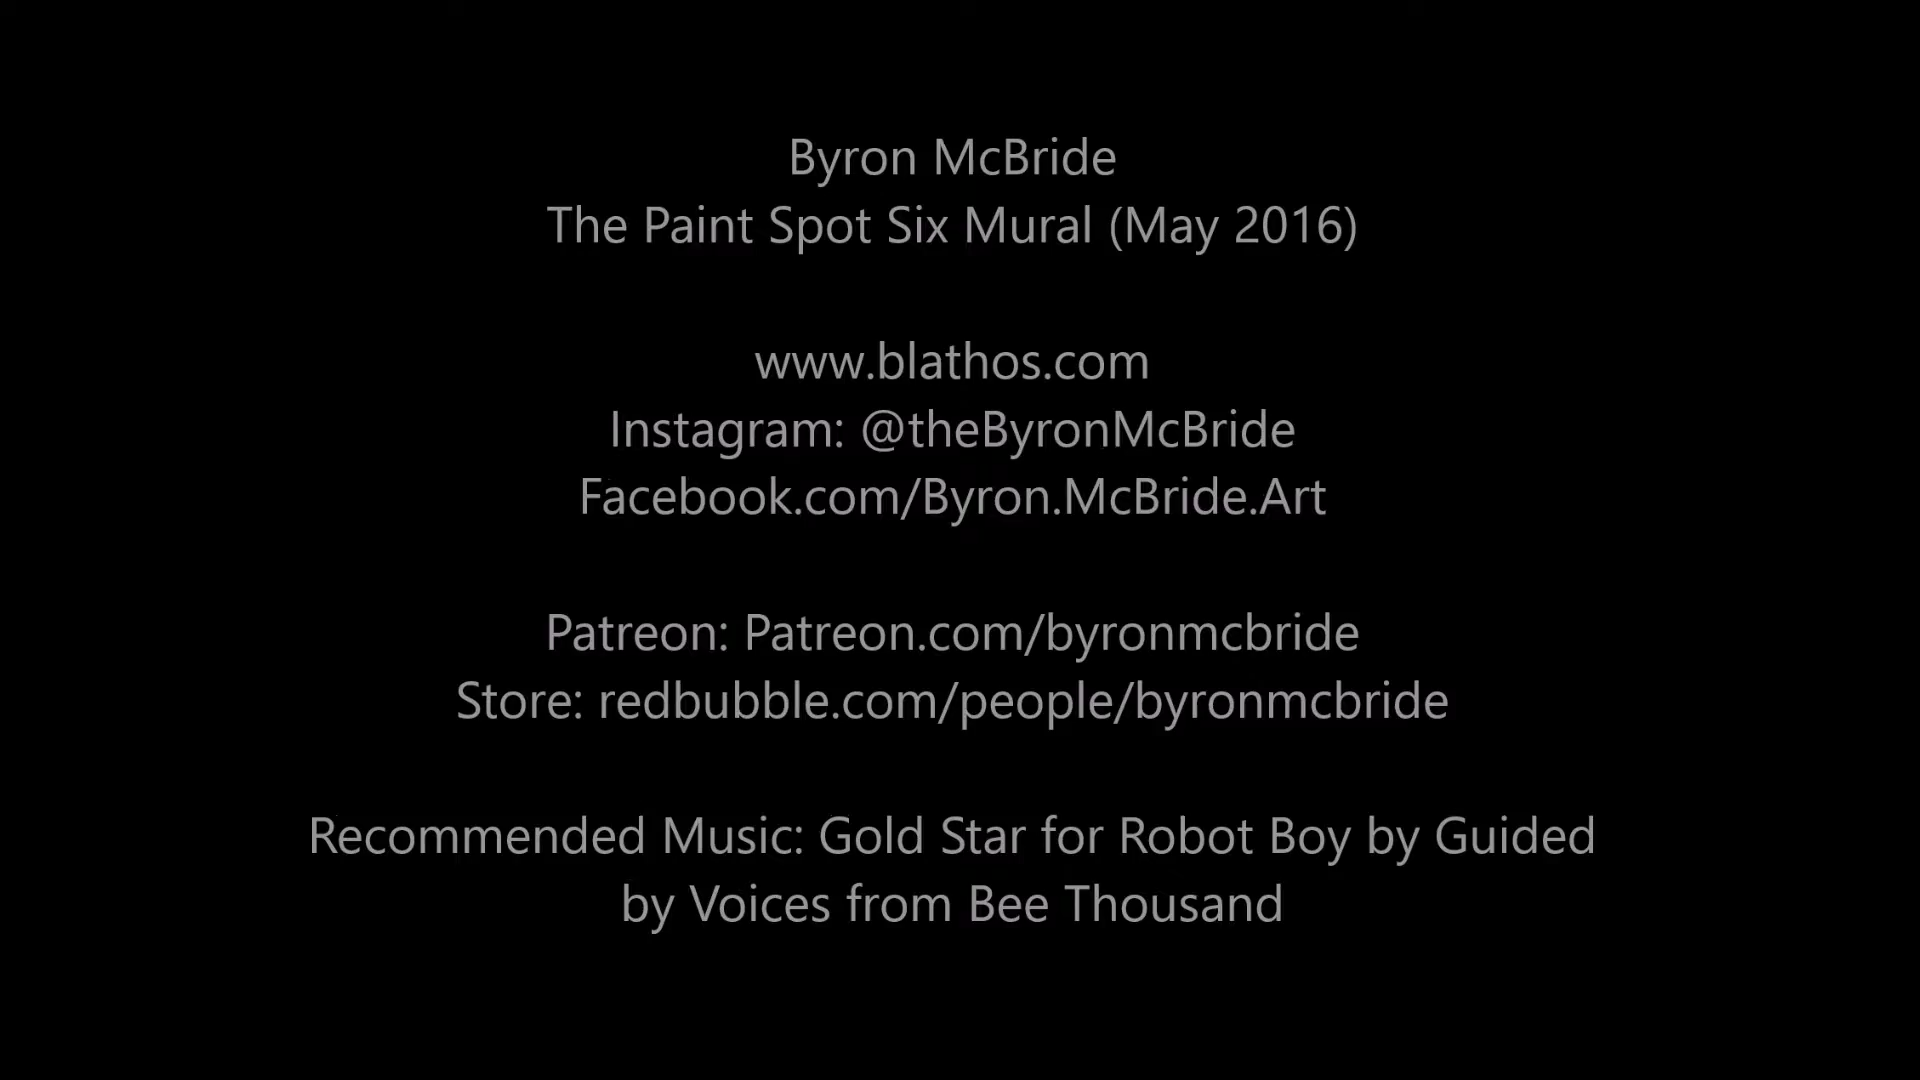 Byron McBride
The Paint Spot Six Mural (May 2016)
www.blathos.com
Instagram: @theByronMcBride
Facebook.com/Byron.McBride.Art
Patreon: Patreon.com/byronmcbride
Store: redbubble.com/people/byronmcbride
Recommended Music: Gold Star for Robot Boy by Guided
by Voices from Bee Thousand